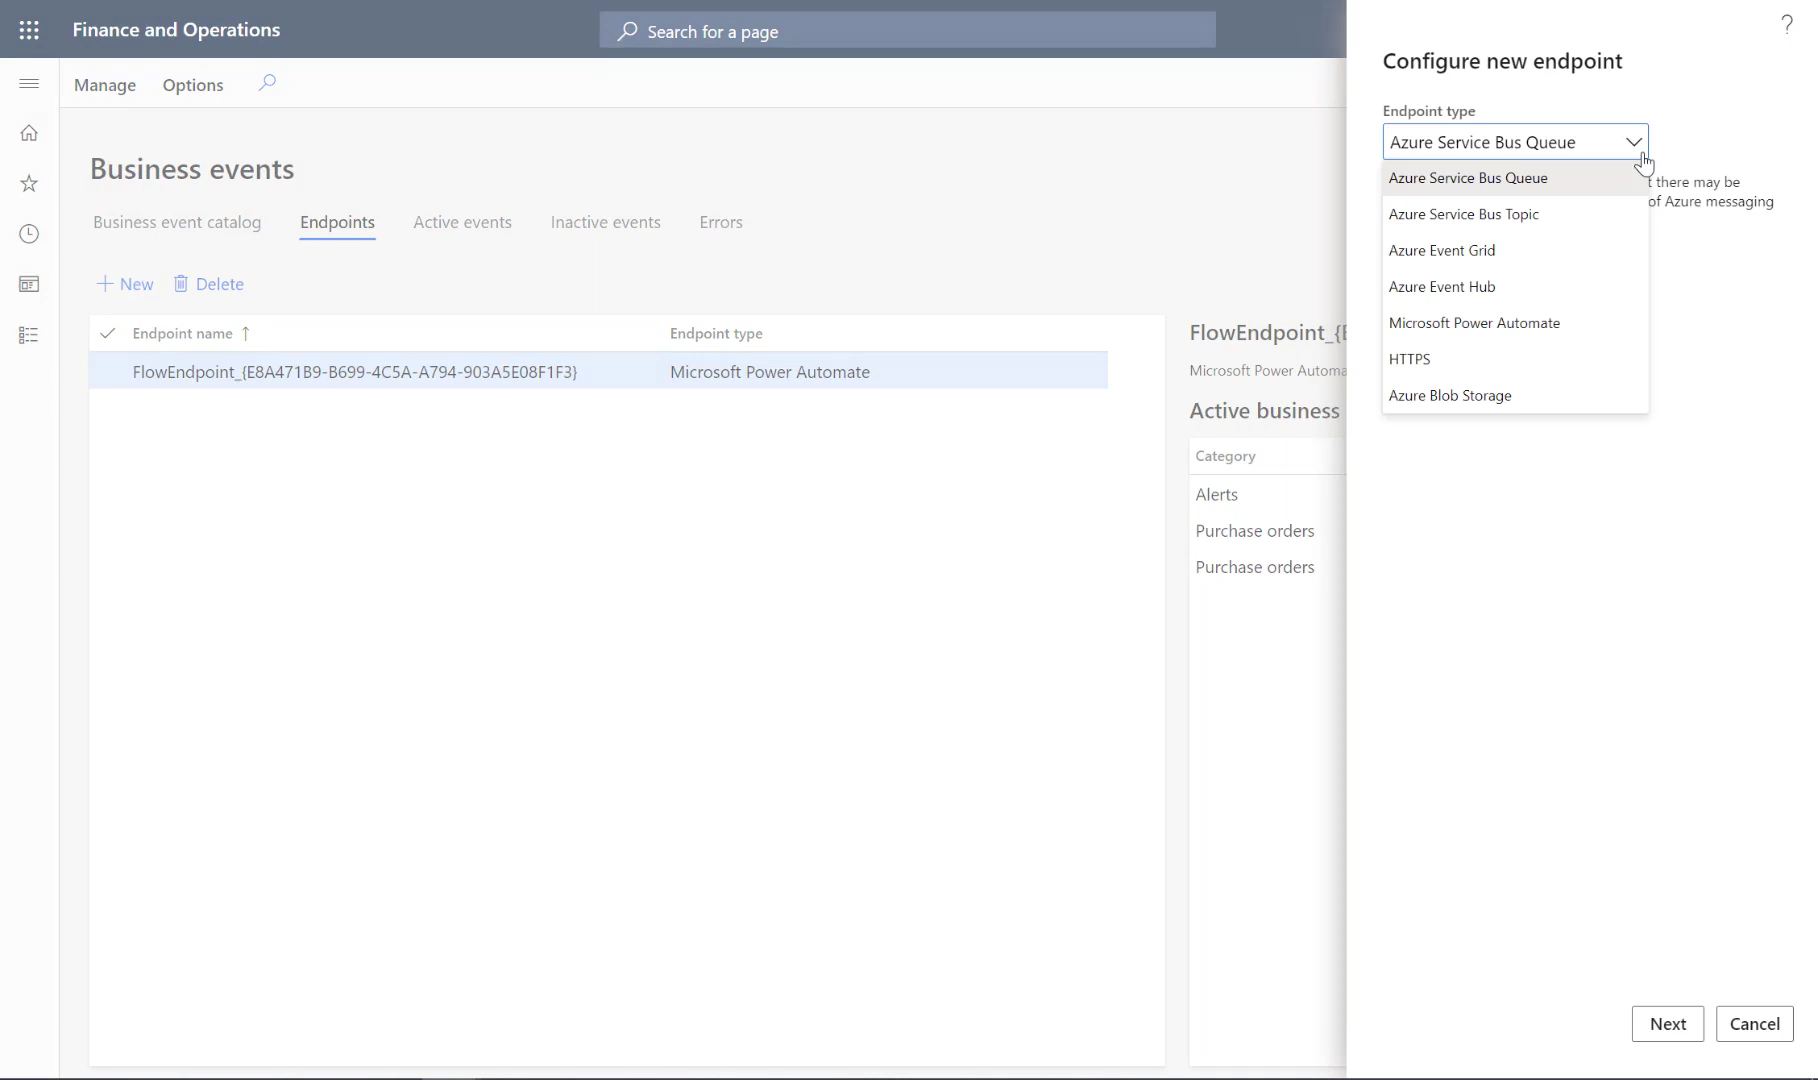 Finance and Operations
Search for a page
?
Manage
Options
Business events
Business event catalog
Endpoints
Active events
Inactive events
Errors
New
Delete
Endpoint name ↑
Endpoint type
FlowEndpoint_{E8A471B9-B699-4C5A-A794-903A5E08F1F3}
Microsoft Power Automate
FlowEndpoint_{E
Microsoft Power Automa
Active business
Category
Alerts
Purchase orders
Purchase orders
Configure new endpoint
Endpoint type
Azure Service Bus Queue
Azure Service Bus Queue
Azure Service Bus Topic
Azure Event Grid
Azure Event Hub
Microsoft Power Automate
HTTPS
Azure Blob Storage
there may be
of Azure messaging
Next
Cancel